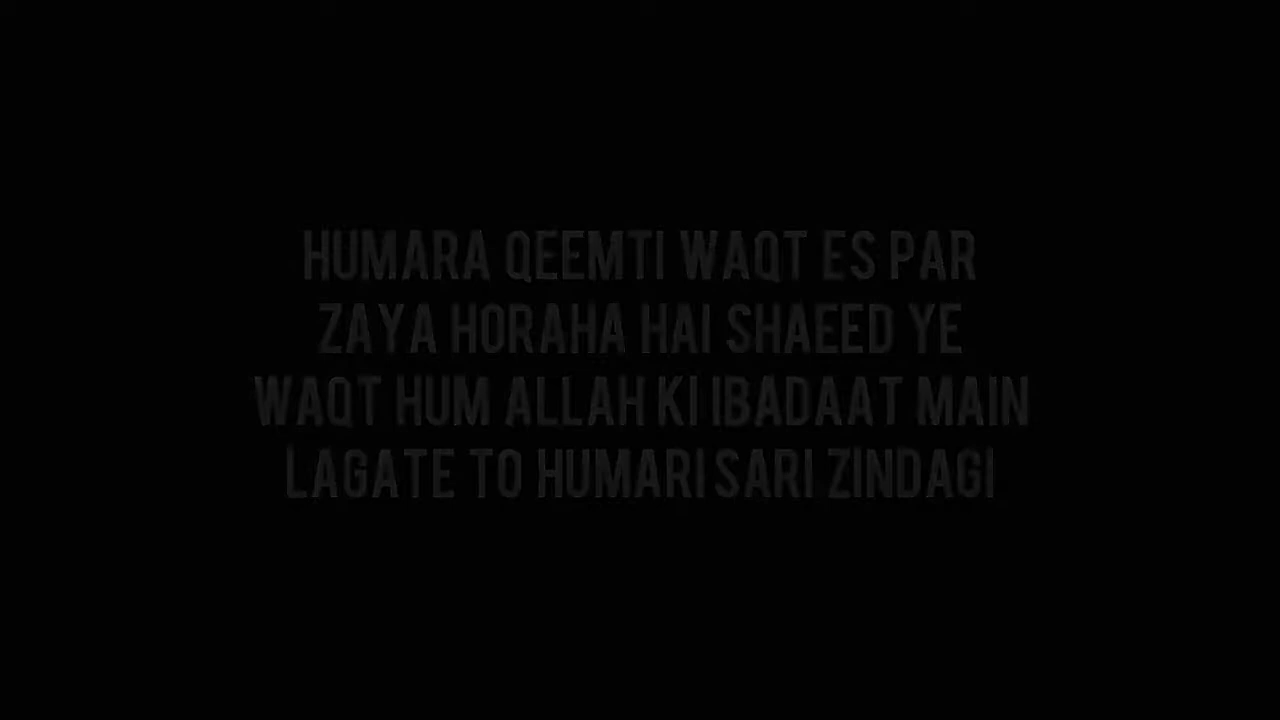 HUMARA QEEMTI WAQT ES PAR
ZAYA HORAHA HAI SHAEED YE
WAQT HUM ALLAH KI IBADAAT MAIN
LAGATE TO HUMARI SARI ZINDAGI